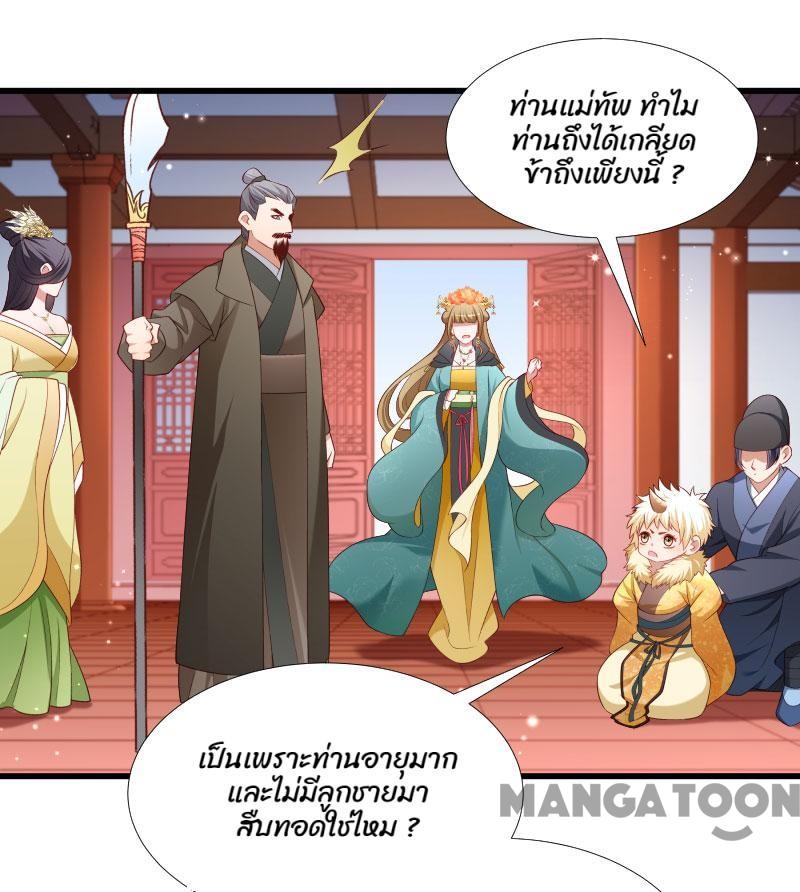 ท่านแม่ทัพ ทำไม
ท่านถึงได้เกลียด
ข้าถึงเพียงนี้ ?
เป็นเพราะท่านอายุมาก
และไม่มีลูกชายมา
สืบทอดใช่ไหม ?
MANGATOON